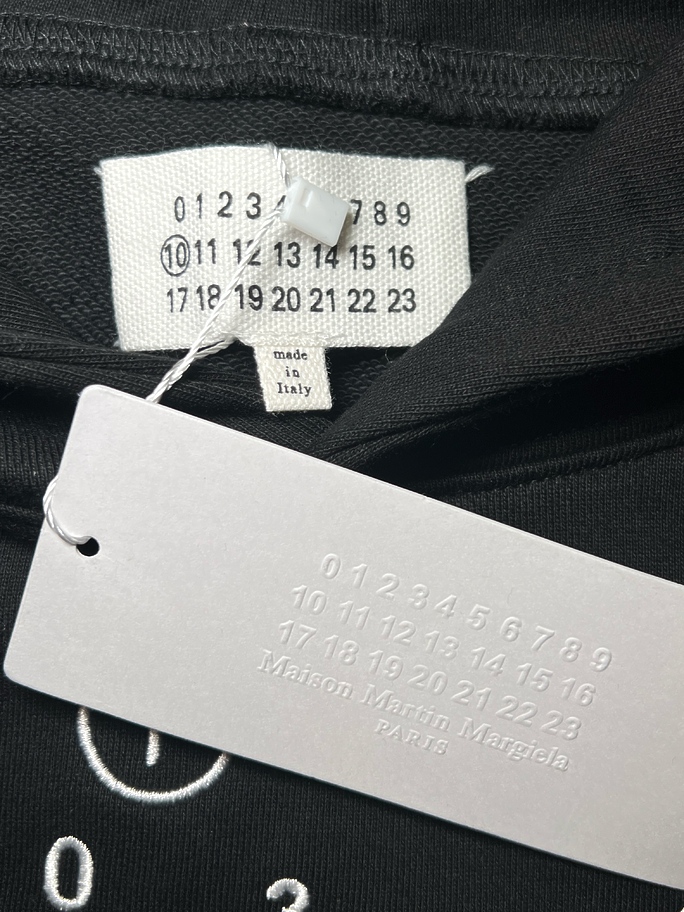 0 1 2 3 4 7 8 9
10 11 12 13 14 15 16
17 18 19 20 21 22 23
made
in
Italy
0 1 2 3 4 5 6 7 8 9
10 11 12 13 14 15 16
17 18 19 20 21 22 23
Maison Martin Margiela
PARIS
0